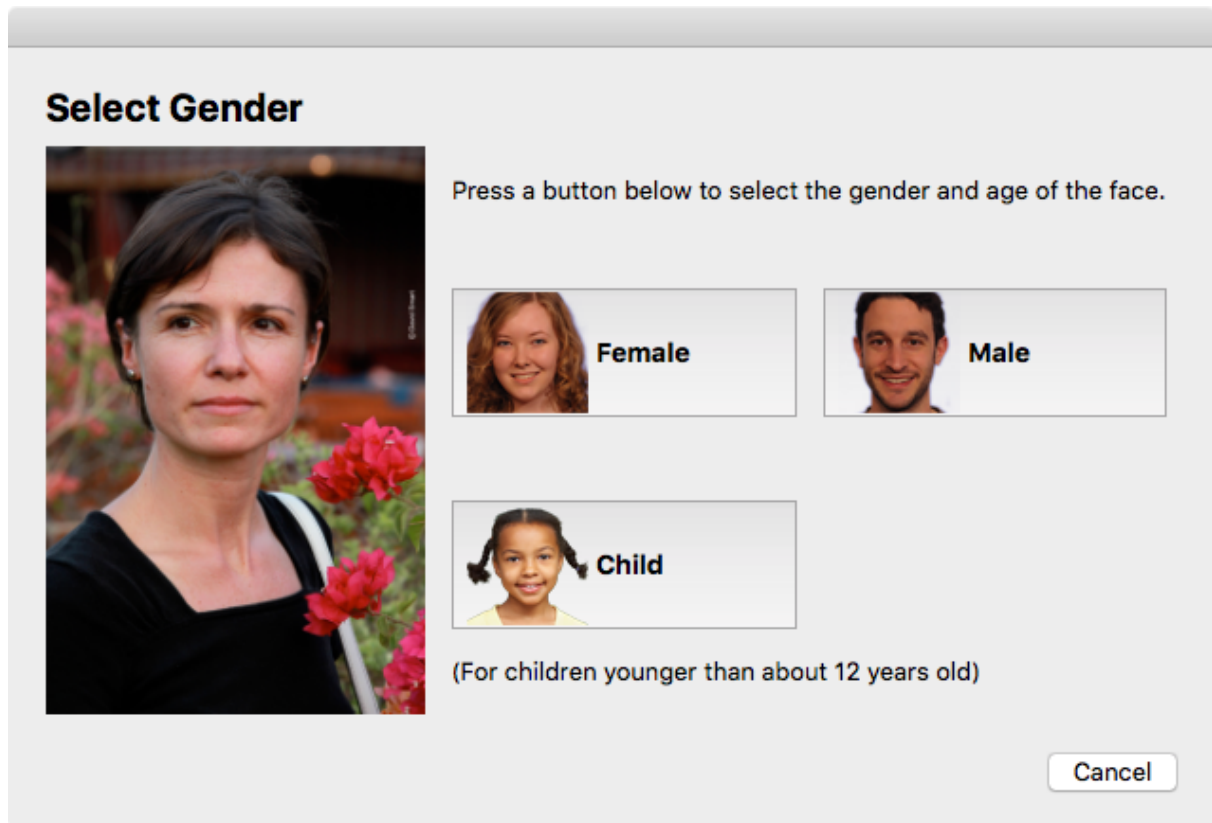 Select Gender
Press a button below to select the gender and age of the face.
Female
Male
Child
(For children younger than about 12 years old)
Cancel